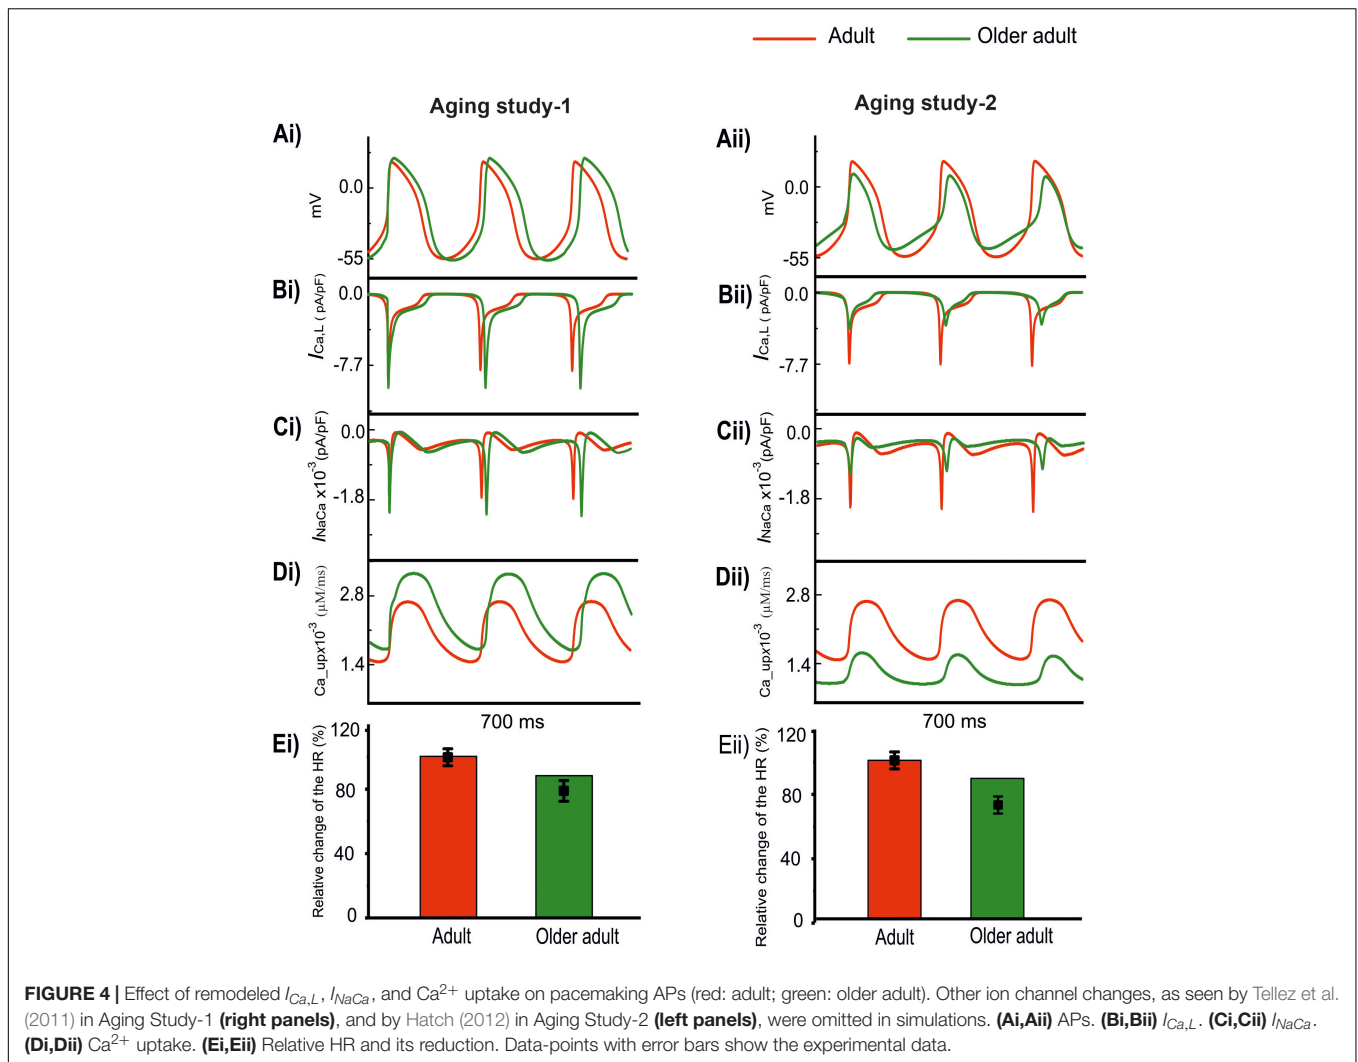 Adult
Older adult
Aging study-1
Aging study-2
Ai)
0.0
mV
-55
Aii)
0.0
mV
-55
Bi)
0.0
I Ca,L ( pA/pF)
-7.7
Bii)
0.0
I Ca,L ( pA/pF)
-7.7
Ci)
0.0
I NaCa x10⁻³(pA/pF)
-1.8
Cii)
0.0
I NaCa x10⁻³(pA/pF)
-1.8
Di)
2.8
Ca_upx10⁻³ (μM/ms)
1.4
Dii)
2.8
Ca_upx10⁻³ (μM/ms)
1.4
700 ms
700 ms
Ei)
120
80
40
0
Relative change of the HR (%)
Adult
Older adult
Eii)
120
80
40
0
Relative change of the HR (%)
Adult
Older adult
FIGURE 4 | Effect of remodeled I Ca,L, I NaCa, and Ca²⁺ uptake on pacemaking APs (red: adult; green: older adult). Other ion channel changes, as seen by Tellez et al.
(2011) in Aging Study-1 (right panels), and by Hatch (2012) in Aging Study-2 (left panels), were omitted in simulations. (Ai,Aii) APs. (Bi,Bii) I Ca,L. (Ci,Cii) I NaCa.
(Di,Dii) Ca²⁺ uptake. (Ei,Eii) Relative HR and its reduction. Data-points with error bars show the experimental data.